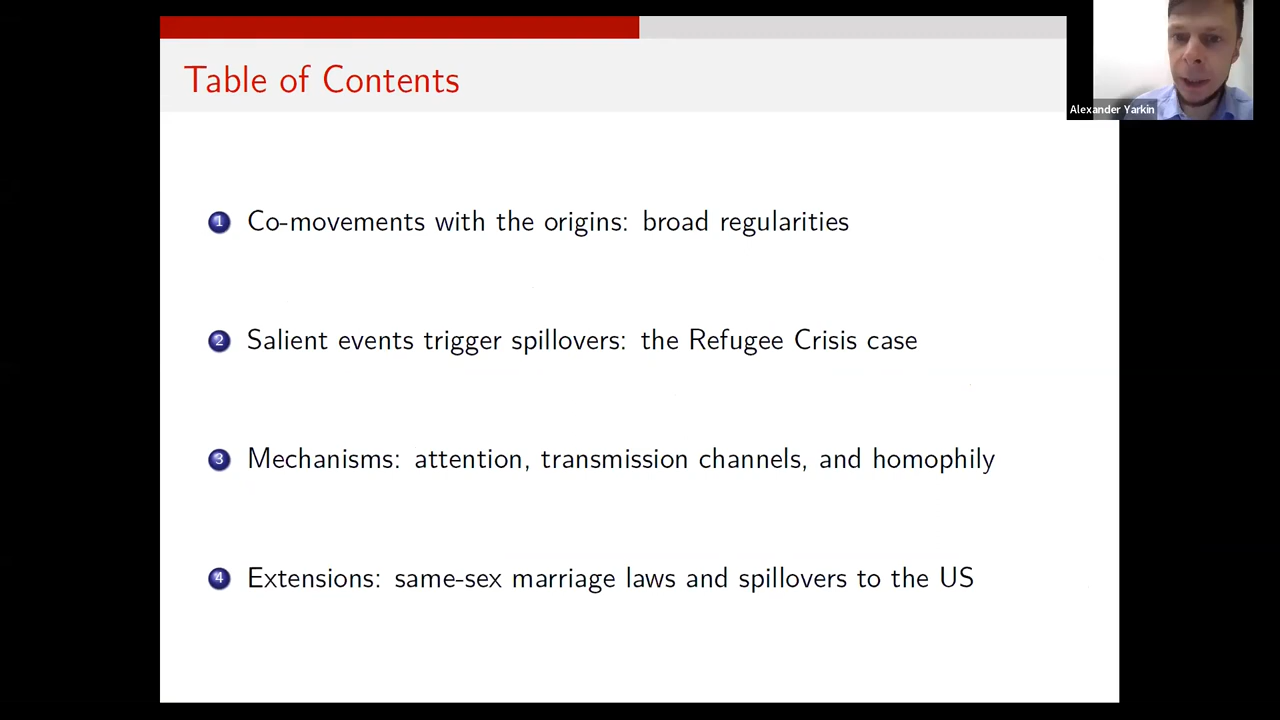 Table of Contents
Alexander Yarkin
1 Co-movements with the origins: broad regularities
2 Salient events trigger spillovers: the Refugee Crisis case
3 Mechanisms: attention, transmission channels, and homophily
4 Extensions: same-sex marriage laws and spillovers to the US